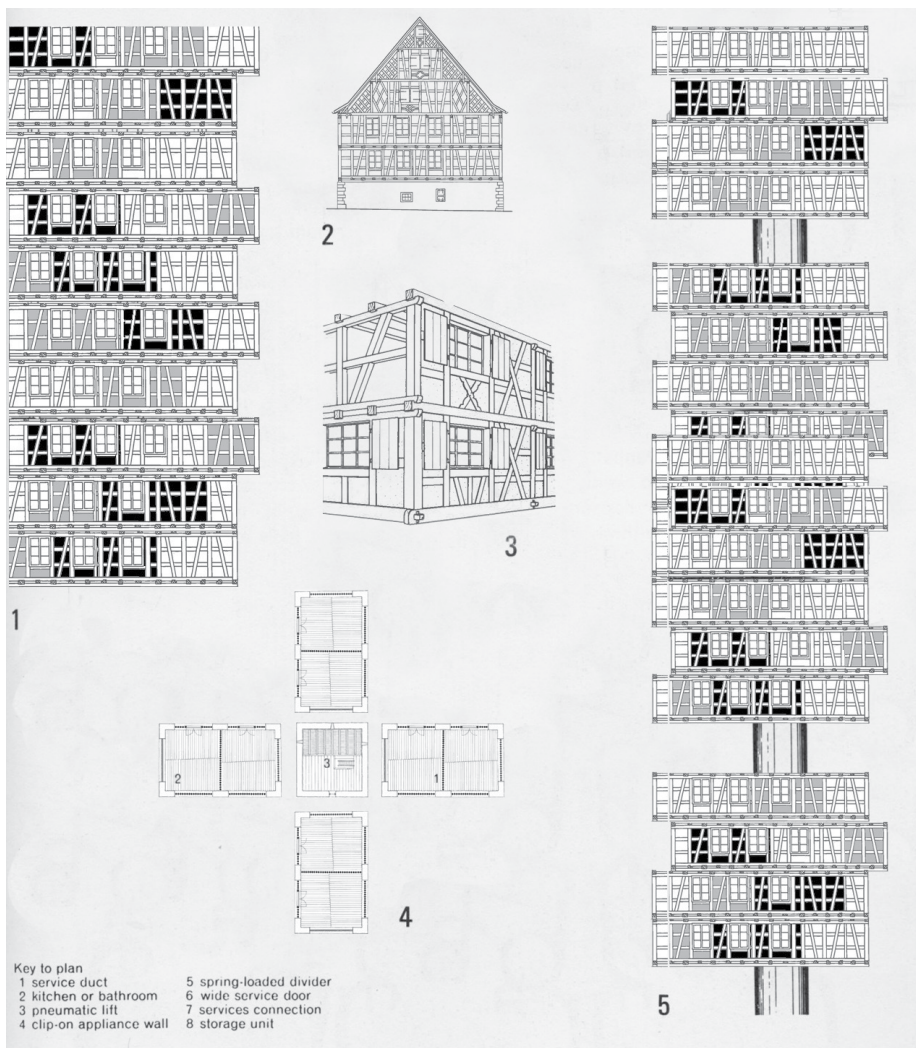 2
3
1
2
3
1
4
5
Key to plan
1 service duct
2 kitchen or bathroom
3 pneumatic lift
4 clip-on appliance wall
5 spring-loaded divider
6 wide service door
7 services connection
8 storage unit